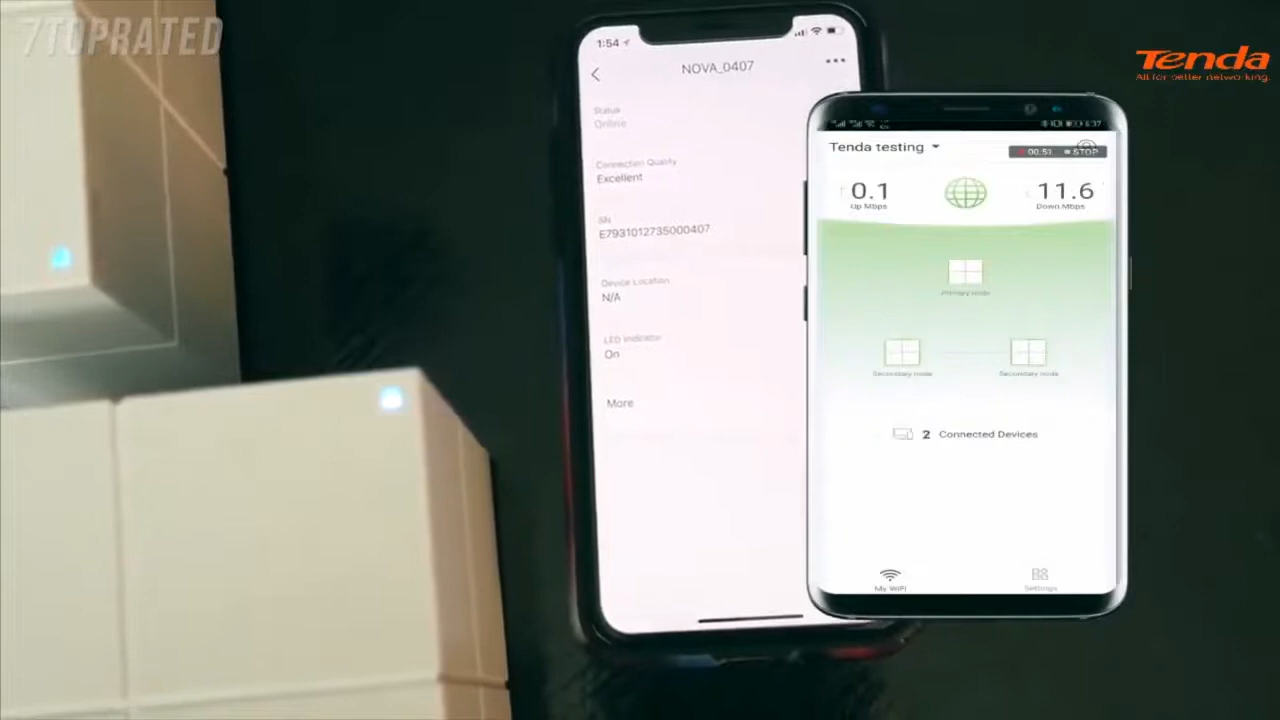 7TOPRATED
Tenda
All for better networking.
1:54
NOVA_0407
Status
Online
Connection Quality
Excellent
SN
E7931012735000407
Device Location
N/A
LED Indicator
On
More
6:37
Tenda testing
00:51 STOP
0.1
Up Mbps
11.6
Down Mbps
Primary node
Secondary node
Secondary node
2 Connected Devices
My WiFi
Settings